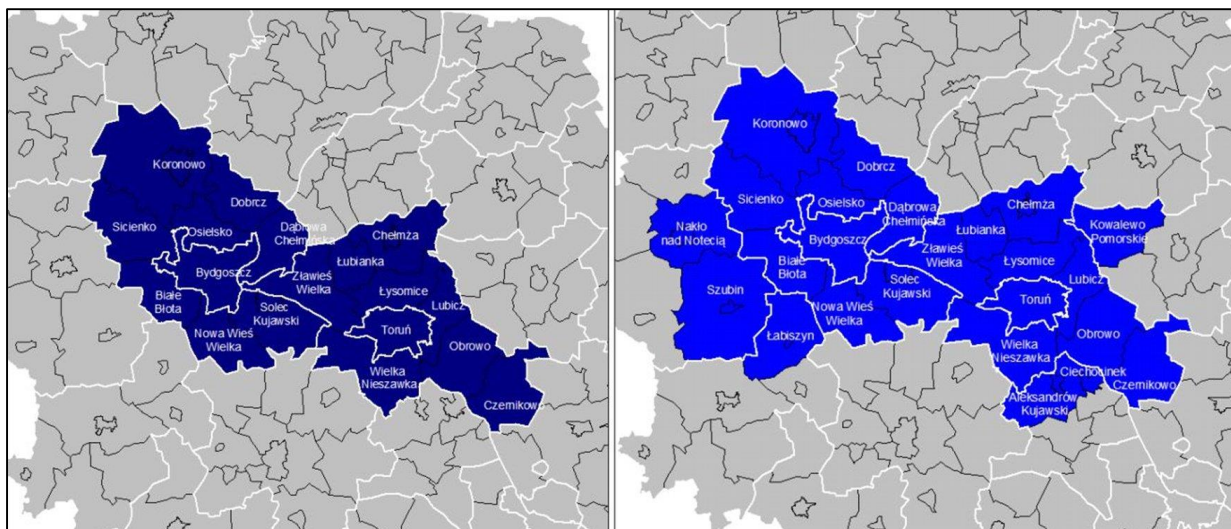 Koronowo
Dobrcz
Sicienko
Osielsko
Dąbrowa
Chełmińska
Chełmża
Bydgoszcz
Łubianka
Zławieś
Wielka
Białe
Błota
Solec
Kujawski
Łysomice
Lubicz
Nowa Wieś
Wielka
Toruń
Obrowo
Wielka
Nieszawka
Czernikow
Koronowo
Dobrcz
Sicienko
Osielsko
Dąbrowa
Chełmińska
Chełmża
Nakło
nad Notecią
Bydgoszcz
Łubianka
Kowalewo
Pomorskie
Zławieś
Wielka
Białe
Błota
Łysomice
Szubin
Solec
Kujawski
Lubicz
Nowa Wieś
Wielka
Toruń
Łabiszyn
Obrowo
Wielka
Nieszawka
Ciechocinek
Czernikowo
Aleksandrów
Kujawski